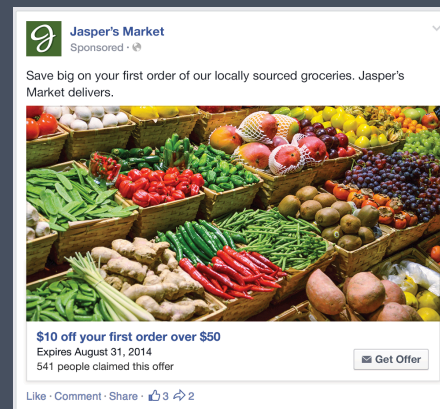 Jasper's Market
Sponsored ·
Save big on your first order of our locally sourced groceries. Jasper's
Market delivers.
$10 off your first order over $50
Expires August 31, 2014
541 people claimed this offer
Get Offer
Like · Comment · Share · 3 2